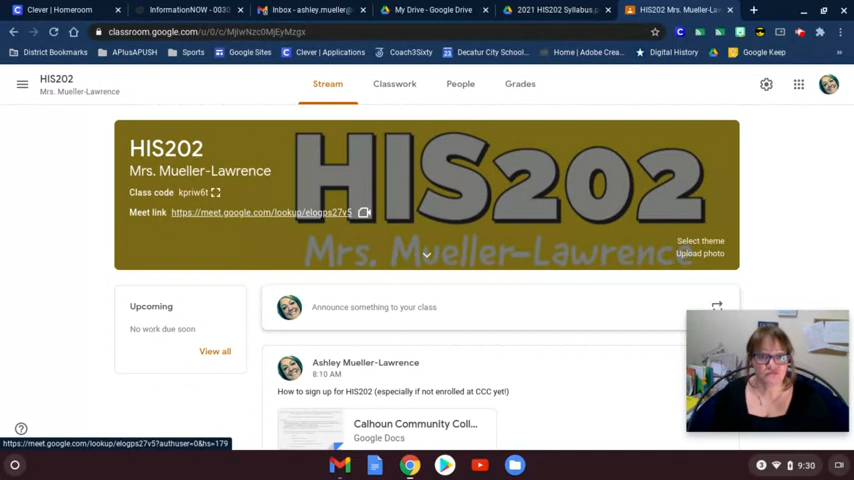 Clever | Homeroom
InformationNOW - 003
Inbox - ashley.mueller@
My Drive - Google Drive
2021 HIS202 Syllabus.p
HIS202 Mrs. Mueller-La
classroom.google.com/u/0/c/MjIwNzc0MjEyMzgx
District Bookmarks
APlusAPUSH
Sports
Google Sites
Clever | Applications
Coach3Sixty
Decatur City School...
Home | Adobe Crea...
Digital History
Google Keep
HIS202
Mrs. Mueller-Lawrence
Stream
Classwork
People
Grades
HIS202
Mrs. Mueller-Lawrence
Class code kpriw6t
Meet link https://meet.google.com/lookup/elogps27v5
HIS202
Mrs. Mueller-Lawrence
Select theme
Upload photo
Upcoming
No work due soon
View all
Announce something to your class
Ashley Mueller-Lawrence
8:10 AM
How to sign up for HIS202 (especially if not enrolled at CCC yet!)
Calhoun Community Coll...
Google Docs
https://meet.google.com/lookup/elogps27v5?authuser=0&hs=179
3
9:30